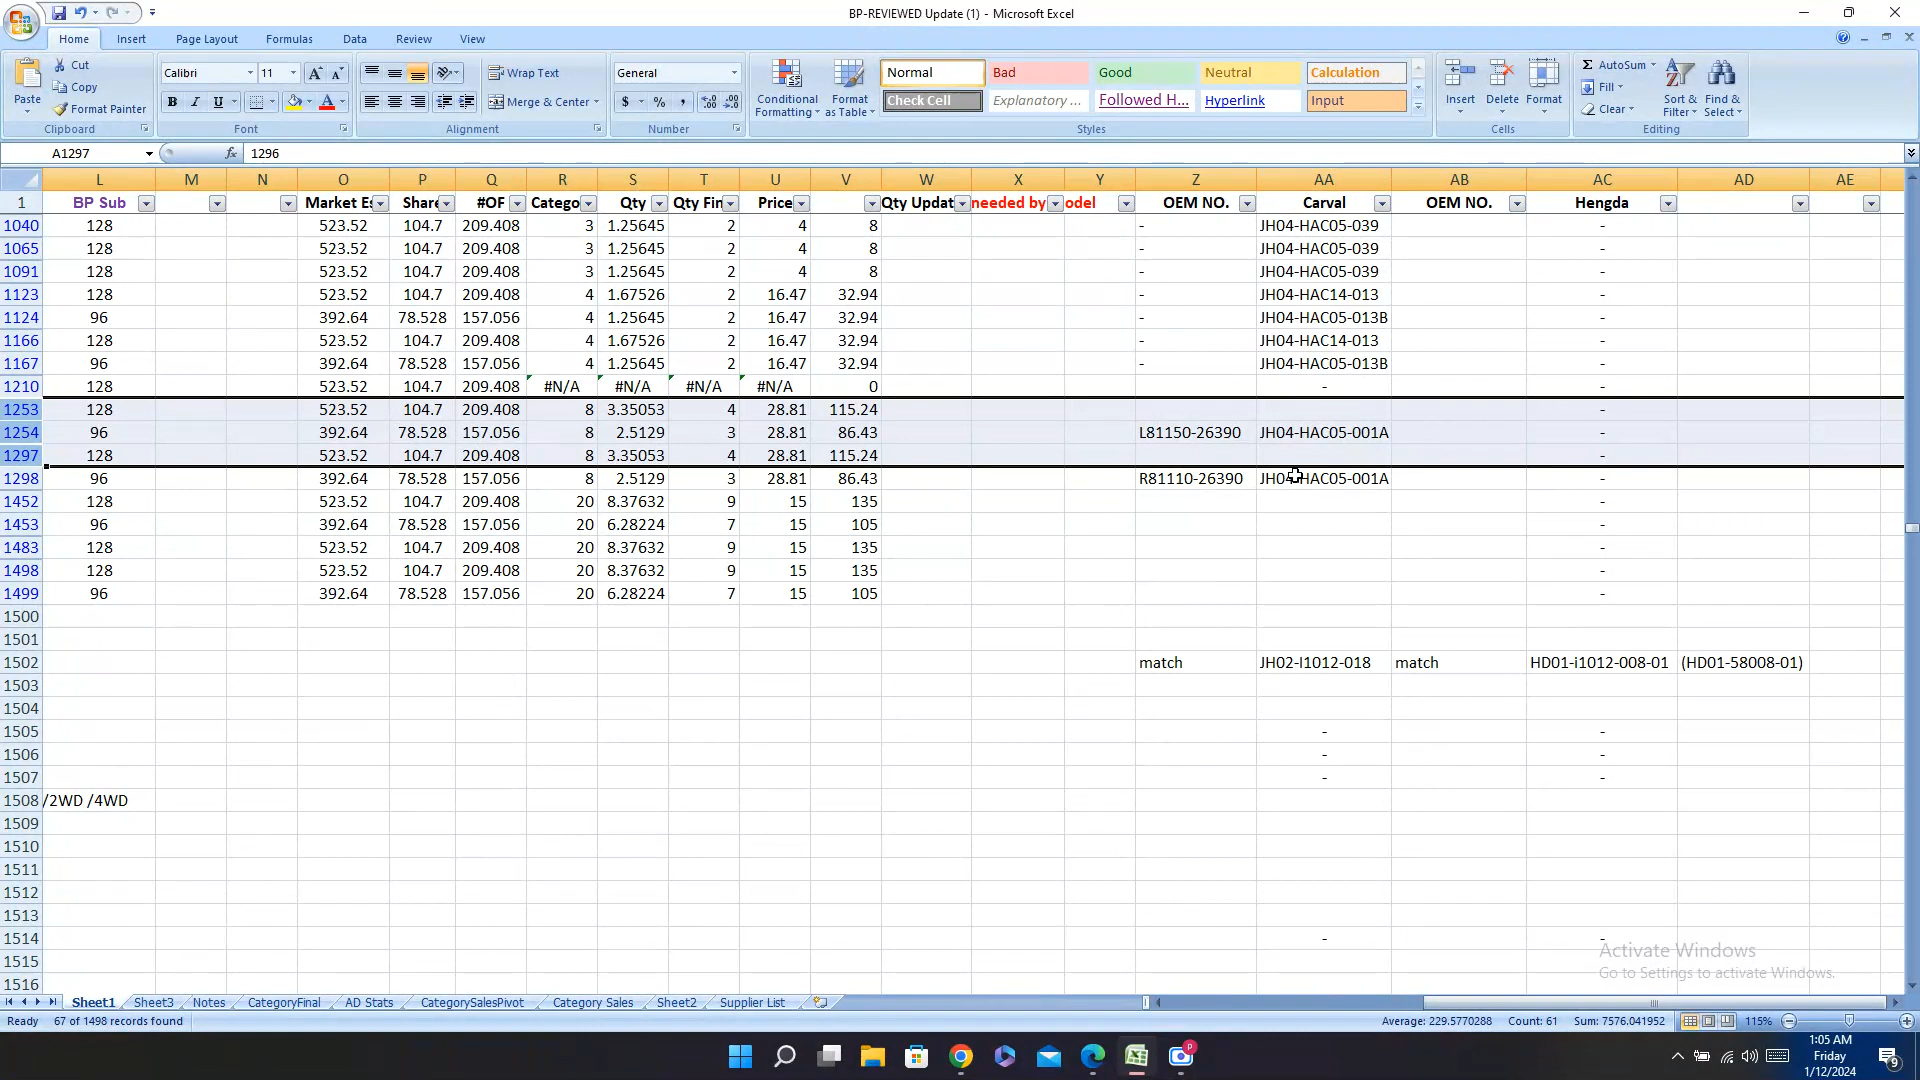 BP-REVIEWED Update (1) - Microsoft Excel
Home Insert Page Layout Formulas Data Review View
Paste Cut Calibri 11 Wrap Text General Normal Bad Good Neutral Calculation Insert Delete Format AutoSum
Copy Conditional Formatting Format as Table Fill Sort & Filter Find & Select
Format Painter B I U Merge & Center $ % , Check Cell Explanatory ... Followed H... Hyperlink Input Clear
Clipboard Font Alignment Number Styles Cells Editing
A1297 fx 1296
L M N O P Q R S T U V W X Y Z AA AB AC AD AE
1 BP Sub Market Es Share #OF Catego Qty Qty Fin Price Qty Updat needed by odel OEM NO. Carval OEM NO. Hengda
1040 128 523.52 104.7 209.408 3 1.25645 2 4 8 - JH04-HAC05-039 -
1065 128 523.52 104.7 209.408 3 1.25645 2 4 8 - JH04-HAC05-039 -
1091 128 523.52 104.7 209.408 3 1.25645 2 4 8 - JH04-HAC05-039 -
1123 128 523.52 104.7 209.408 4 1.67526 2 16.47 32.94 - JH04-HAC14-013 -
1124 96 392.64 78.528 157.056 4 1.25645 2 16.47 32.94 - JH04-HAC05-013B -
1166 128 523.52 104.7 209.408 4 1.67526 2 16.47 32.94 - JH04-HAC14-013 -
1167 96 392.64 78.528 157.056 4 1.25645 2 16.47 32.94 - JH04-HAC05-013B -
1210 128 523.52 104.7 209.408 #N/A #N/A #N/A #N/A 0 - -
1253 128 523.52 104.7 209.408 8 3.35053 4 28.81 115.24 -
1254 96 392.64 78.528 157.056 8 2.5129 3 28.81 86.43 L81150-26390 JH04-HAC05-001A -
1297 128 523.52 104.7 209.408 8 3.35053 4 28.81 115.24 -
1298 96 392.64 78.528 157.056 8 2.5129 3 28.81 86.43 R81110-26390 JH04-HAC05-001A -
1452 128 523.52 104.7 209.408 20 8.37632 9 15 135 -
1453 96 392.64 78.528 157.056 20 6.28224 7 15 105 -
1483 128 523.52 104.7 209.408 20 8.37632 9 15 135 -
1498 128 523.52 104.7 209.408 20 8.37632 9 15 135 -
1499 96 392.64 78.528 157.056 20 6.28224 7 15 105 -
1500
1501
1502 match JH02-I1012-018 match HD01-i1012-008-01 (HD01-58008-01)
1503
1504
1505 - -
1506 - -
1507 - -
1508 /2WD /4WD
1509
1510
1511
1512
1513
1514 - -
1515
1516
Activate Windows
Go to Settings to activate Windows.
Sheet1 Sheet3 Notes CategoryFinal AD Stats CategorySalesPivot Category Sales Sheet2 Supplier List
Ready 67 of 1498 records found Average: 229.5770288 Count: 61 Sum: 7576.041952 115%
1:05 AM
Friday
1/12/2024
9